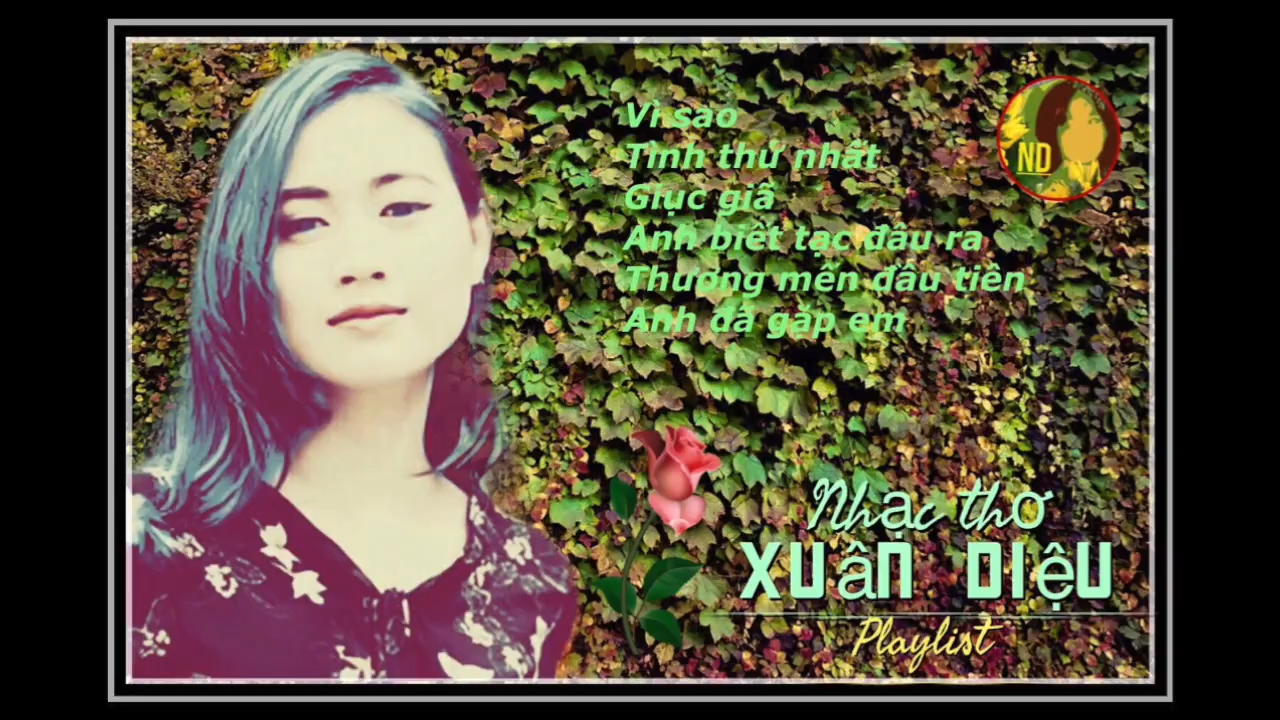 Vì sao
Tình thứ nhất
Giục giã
Anh biết tạc đâu ra
Thương mến đầu tiên
Anh đã gặp em
ND
Nhạc thơ
XUâN DIệU
Playlist